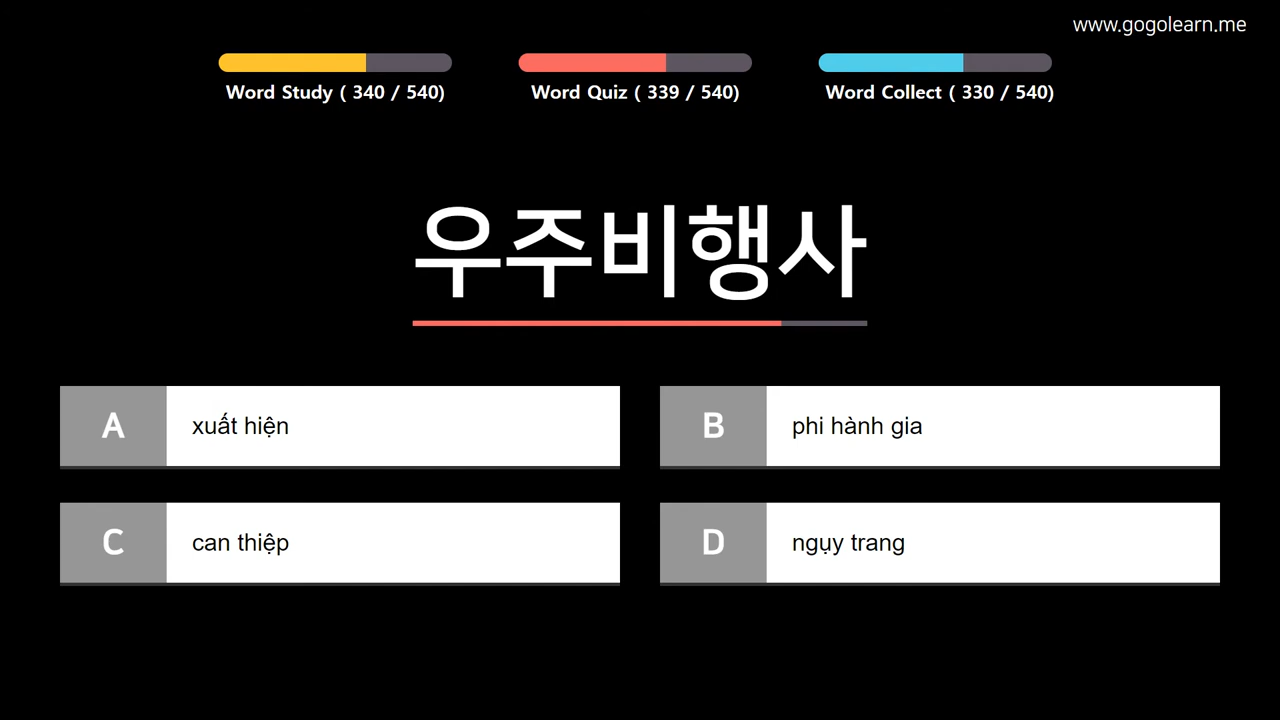 www.gogolearn.me
Word Study ( 340 / 540)
Word Quiz ( 339 / 540)
Word Collect ( 330 / 540)
우주비행사
A xuất hiện
B phi hành gia
C can thiệp
D ngụy trang